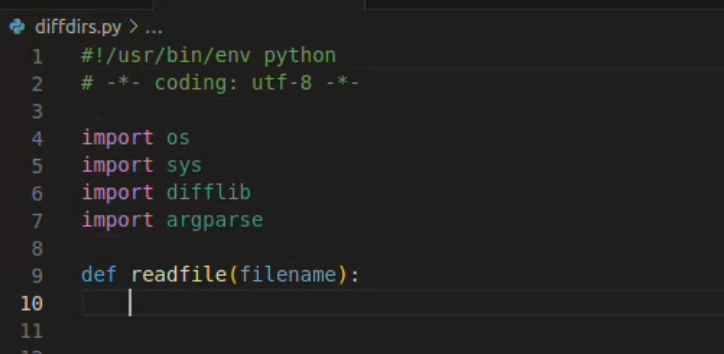 diffdirs.py > ...
1 #!/usr/bin/env python
2 # -*- coding: utf-8 -*-
3
4 import os
5 import sys
6 import difflib
7 import argparse
8
9 def readfile(filename):
10
11